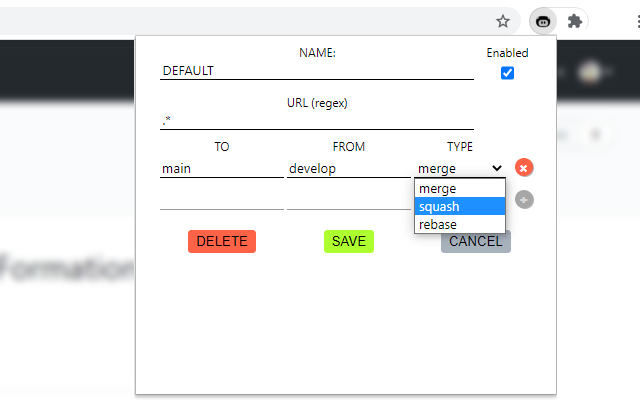 NAME:
Enabled
DEFAULT
URL (regex)
.*
TO FROM TYPE
main develop merge
merge
squash
rebase
DELETE SAVE CANCEL
Formation